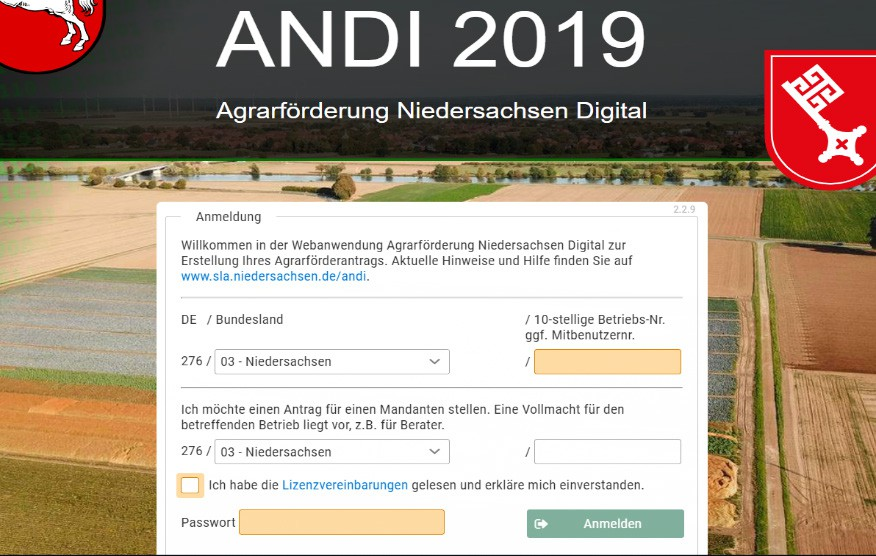 ANDI 2019
Agrarförderung Niedersachsen Digital
2.2.9
Anmeldung
Willkommen in der Webanwendung Agrarförderung Niedersachsen Digital zur
Erstellung Ihres Agrarförderantrags. Aktuelle Hinweise und Hilfe finden Sie auf
www.sla.niedersachsen.de/andi.
DE / Bundesland / 10-stellige Betriebs-Nr.
ggf. Mitbenutzernr.
276 / 03 - Niedersachsen /
Ich möchte einen Antrag für einen Mandanten stellen. Eine Vollmacht für den
betreffenden Betrieb liegt vor, z.B. für Berater.
276 / 03 - Niedersachsen /
Ich habe die Lizenzvereinbarungen gelesen und erkläre mich einverstanden.
Passwort Anmelden